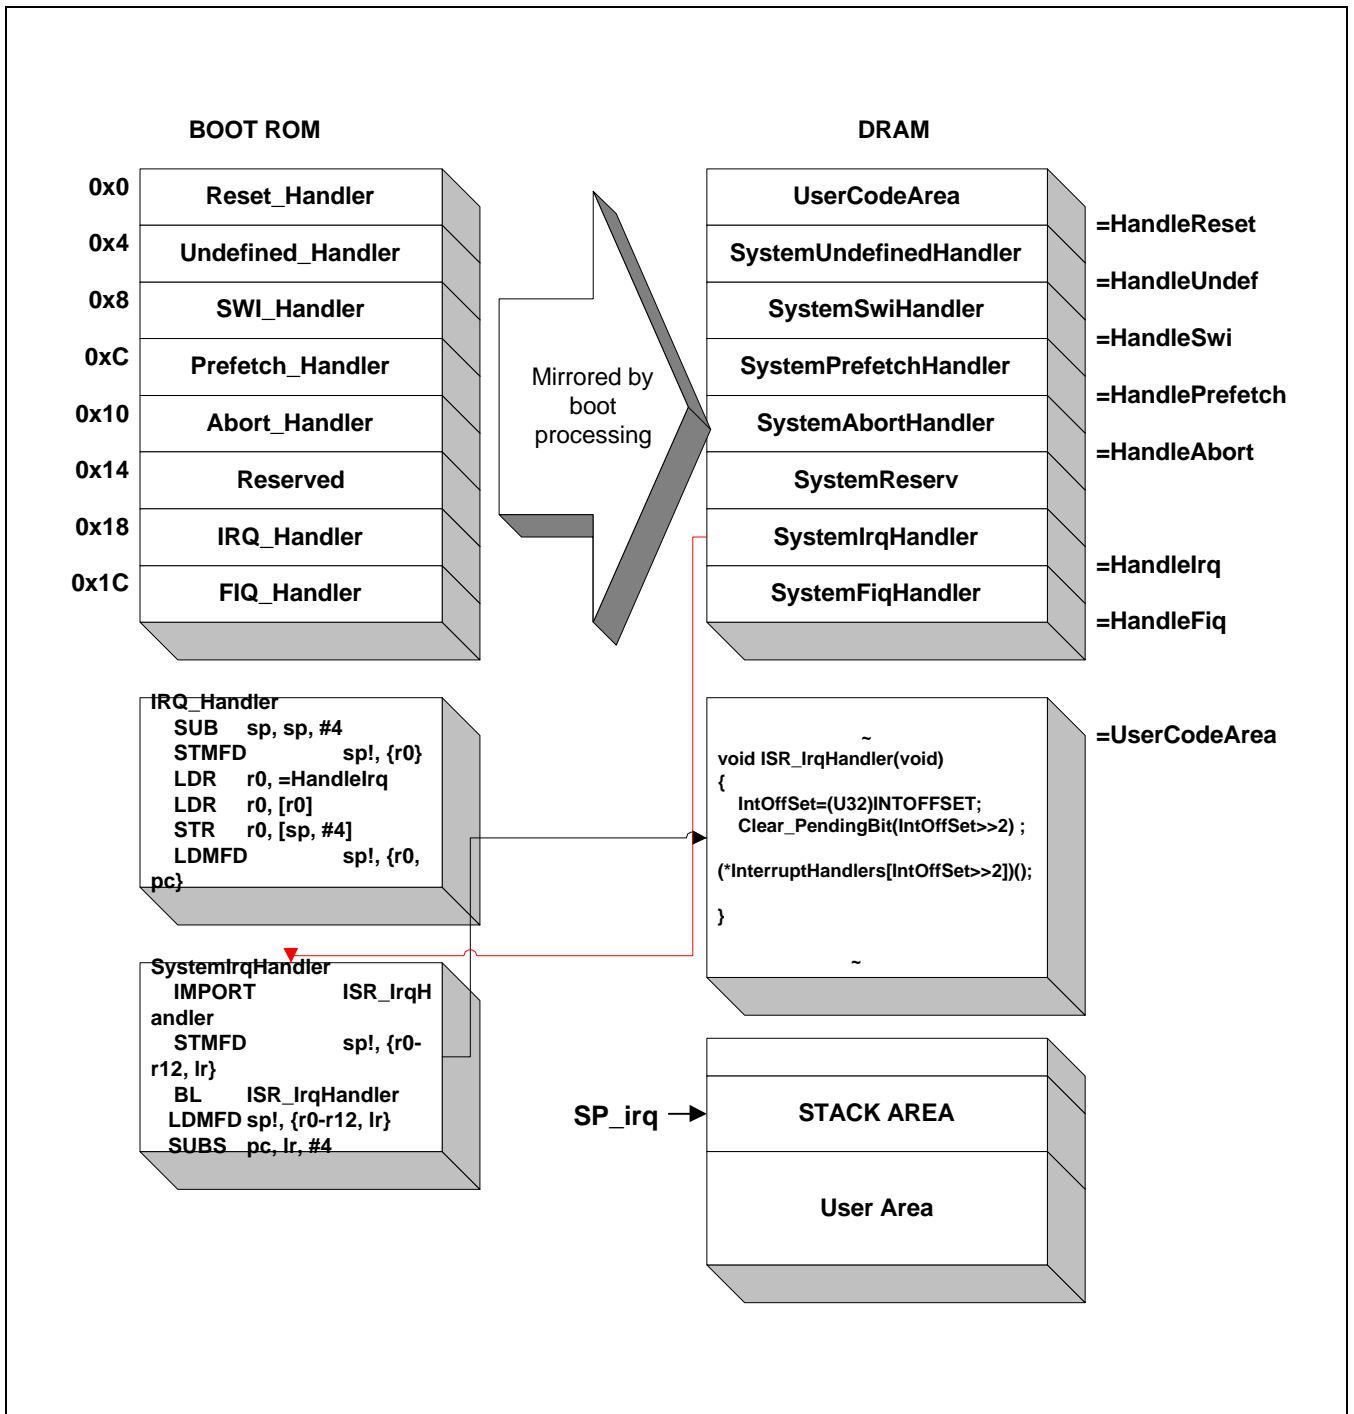 BOOT ROM
0x0
Reset_Handler
0x4
Undefined_Handler
0x8
SWI_Handler
0xC
Prefetch_Handler
0x10
Abort_Handler
0x14
Reserved
0x18
IRQ_Handler
0x1C
FIQ_Handler
Mirrored by
boot
processing
DRAM
UserCodeArea
=HandleReset
SystemUndefinedHandler
=HandleUndef
SystemSwiHandler
=HandleSwi
SystemPrefetchHandler
=HandlePrefetch
SystemAbortHandler
=HandleAbort
SystemReserv
SystemIrqHandler
=HandleIrq
SystemFiqHandler
=HandleFiq
IRQ_Handler
SUB sp, sp, #4
STMFD sp!, {r0}
LDR r0, =HandleIrq
LDR r0, [r0]
STR r0, [sp, #4]
LDMFD sp!, {r0,
pc}
=UserCodeArea
~
void ISR_IrqHandler(void)
{
IntOffSet=(U32)INTOFFSET;
Clear_PendingBit(IntOffSet>>2) ;
(*InterruptHandlers[IntOffSet>>2])();
}
~
SystemIrqHandler
IMPORT ISR_IrqH
andler
STMFD sp!, {r0-
r12, lr}
BL ISR_IrqHandler
LDMFD sp!, {r0-r12, lr}
SUBS pc, lr, #4
SP_irq
STACK AREA
User Area